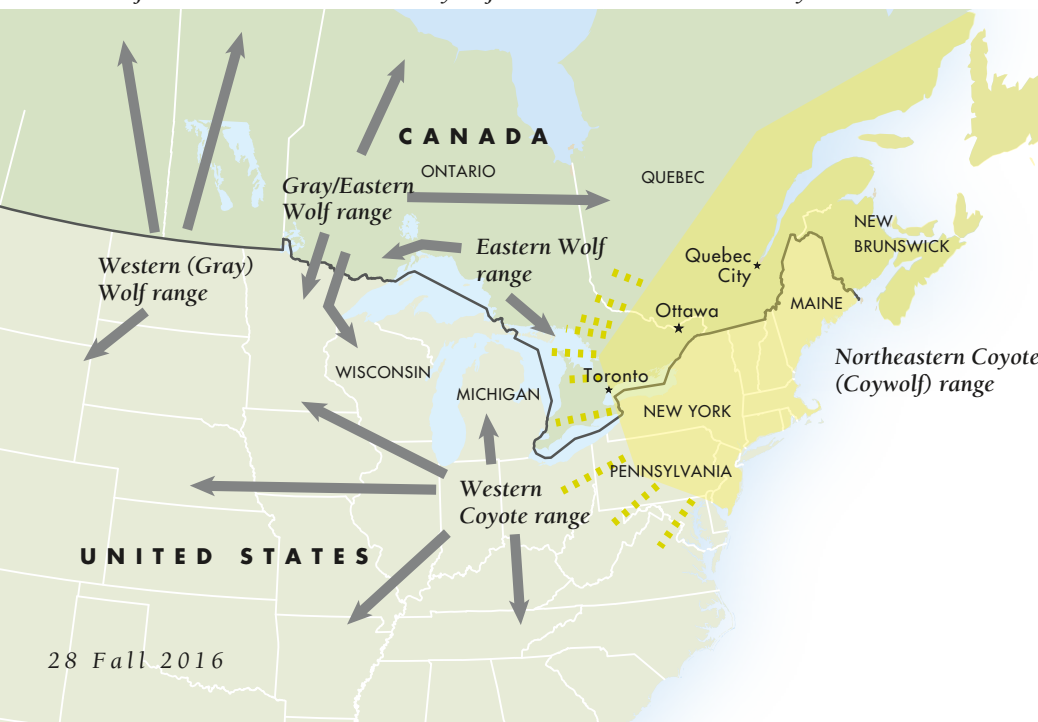 CANADA
ONTARIO
QUEBEC
Gray/Eastern
Wolf range
NEW
BRUNSWICK
Eastern Wolf
range
Quebec
City
Western (Gray)
Wolf range
MAINE
Ottawa
Northeastern Coyote
(Coywolf) range
WISCONSIN
Toronto
MICHIGAN
NEW YORK
PENNSYLVANIA
Western
Coyote range
UNITED STATES
28 Fall 2016